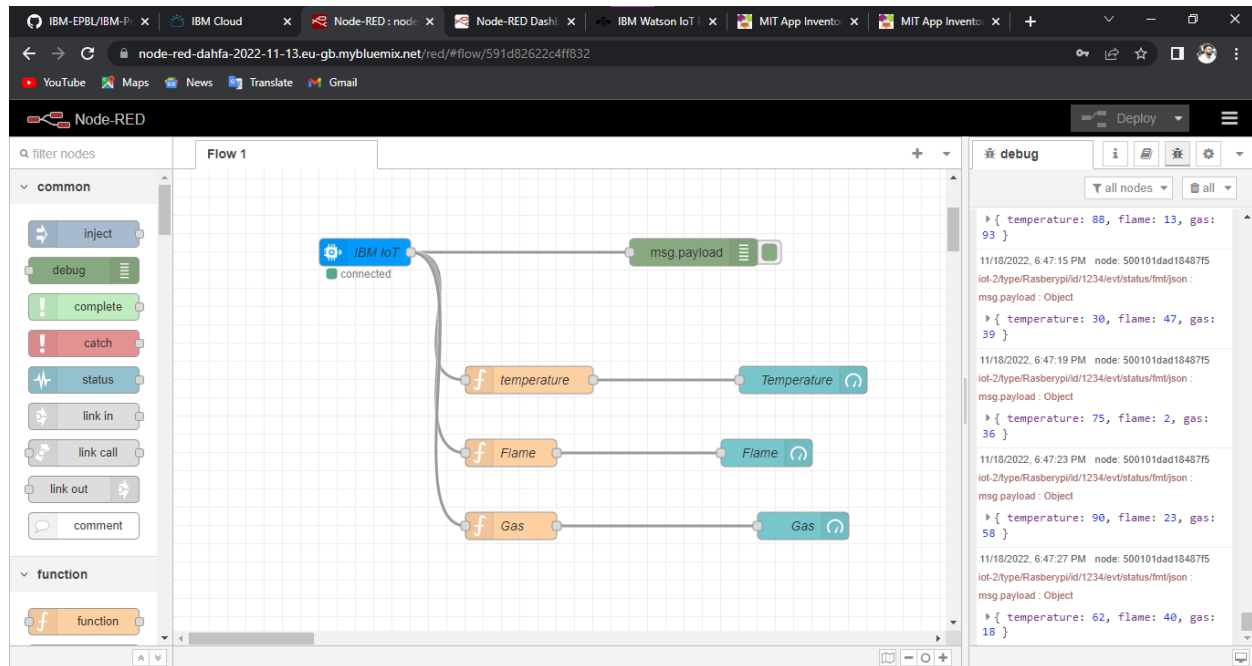 IBM-EPBL/IBM-Pr
IBM Cloud
Node-RED : node
Node-RED Dash
IBM Watson IoT
MIT App Invento
MIT App Invento
node-red-dahfa-2022-11-13.eu-gb.mybluemix.net/red/#flow/591d82622c4ff832
YouTube
Maps
News
Translate
Gmail
Node-RED
Deploy
filter nodes
Flow 1
debug
i
all nodes
all
common
inject
debug
complete
catch
status
link in
link call
link out
comment
function
function
IBM IoT
connected
msg.payload
temperature
Temperature
Flame
Flame
Gas
Gas
{ temperature: 88, flame: 13, gas:
93 }
11/18/2022, 6:47:15 PM node: 500101dad18487f5
iot-2/type/Rasberypi/id/1234/evt/status/fmt/json :
msg.payload : Object
{ temperature: 30, flame: 47, gas:
39 }
11/18/2022, 6:47:19 PM node: 500101dad18487f5
iot-2/type/Rasberypi/id/1234/evt/status/fmt/json :
msg.payload : Object
{ temperature: 75, flame: 2, gas:
36 }
11/18/2022, 6:47:23 PM node: 500101dad18487f5
iot-2/type/Rasberypi/id/1234/evt/status/fmt/json :
msg.payload : Object
{ temperature: 90, flame: 23, gas:
58 }
11/18/2022, 6:47:27 PM node: 500101dad18487f5
iot-2/type/Rasberypi/id/1234/evt/status/fmt/json :
msg.payload : Object
{ temperature: 62, flame: 40, gas:
18 }